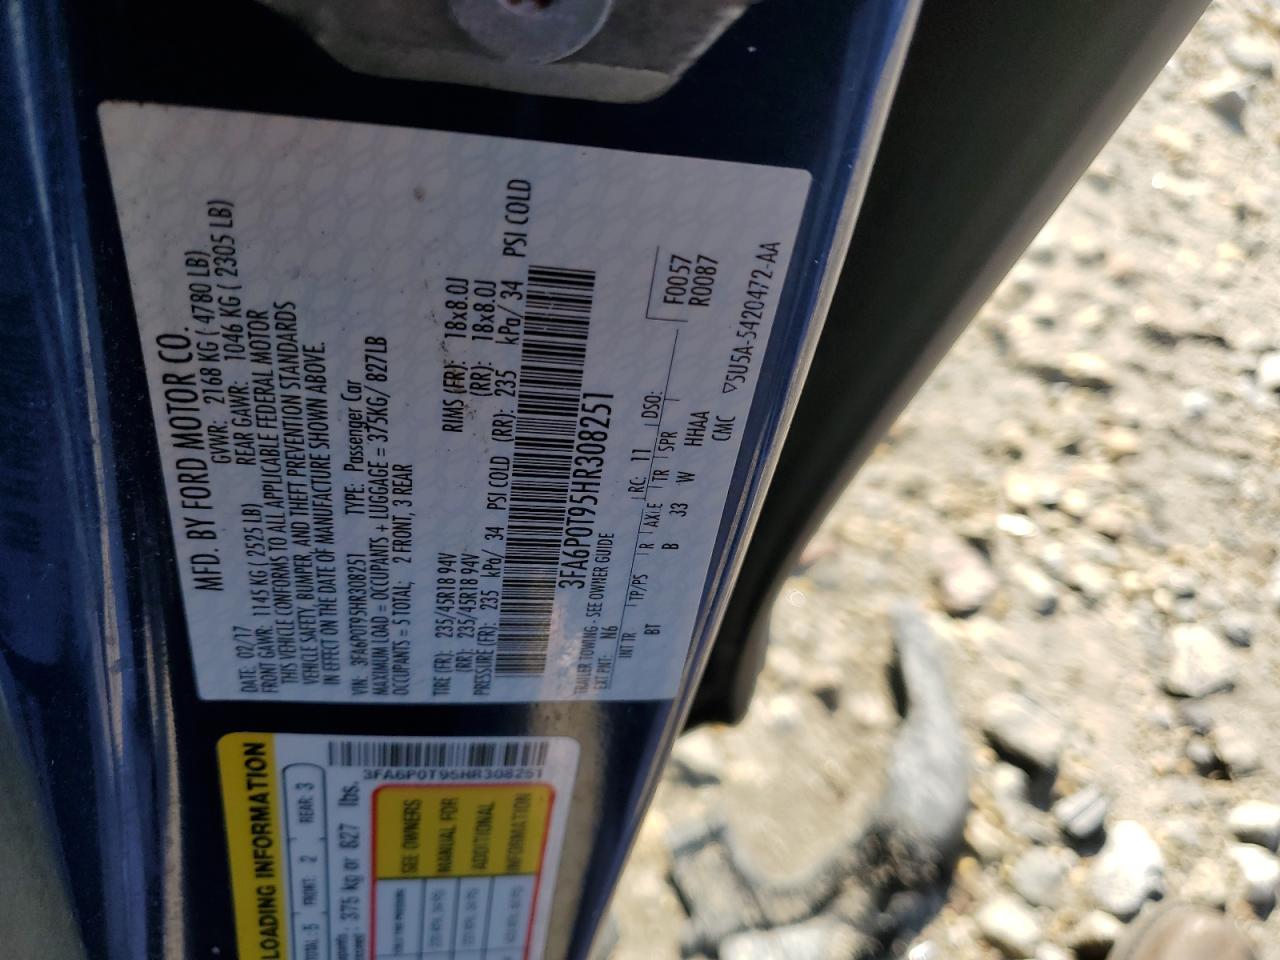 MFD. BY FORD MOTOR CO.
DATE: 02/17 GVWR: 2168 KG ( 4780 LB)
FRONT GAWR: 1145 KG ( 2525 LB) REAR GAWR: 1046 KG ( 2305 LB)
THIS VEHICLE CONFORMS TO ALL APPLICABLE FEDERAL MOTOR
VEHICLE SAFETY, BUMPER, AND THEFT PREVENTION STANDARDS
IN EFFECT ON THE DATE OF MANUFACTURE SHOWN ABOVE.
VIN: 3FA6P0T95HR308251 TYPE: Passenger Car
MAXIMUM LOAD = OCCUPANTS + LUGGAGE = 375KG/ 827LB
OCCUPANTS = 5 TOTAL; 2 FRONT, 3 REAR
TIRE (FR): 235/45R18 94V RIMS (FR): 18x8.0J
(RR): 235/45R18 94V (RR): 18x8.0J
PRESSURE (FR): 235 kPa/ 34 PSI COLD (RR): 235 kPa/ 34 PSI COLD
3FA6P0T95HR308251
TRAILER TOWING - SEE OWNER GUIDE
EXT PNT: N6 RC: 11 DSO: F0057
R0087
INT TR TP/PS R AXLE TR SPR
BT B 33 W HHAA
CMC ▽5U5A-5420472-AA
LOADING INFORMATION
TOTAL: 5 FRONT: 2 REAR: 3
375 kg or 827 lbs.
3FA6P0T95HR308251
SEE OWNERS
MANUAL FOR
ADDITIONAL
INFORMATION